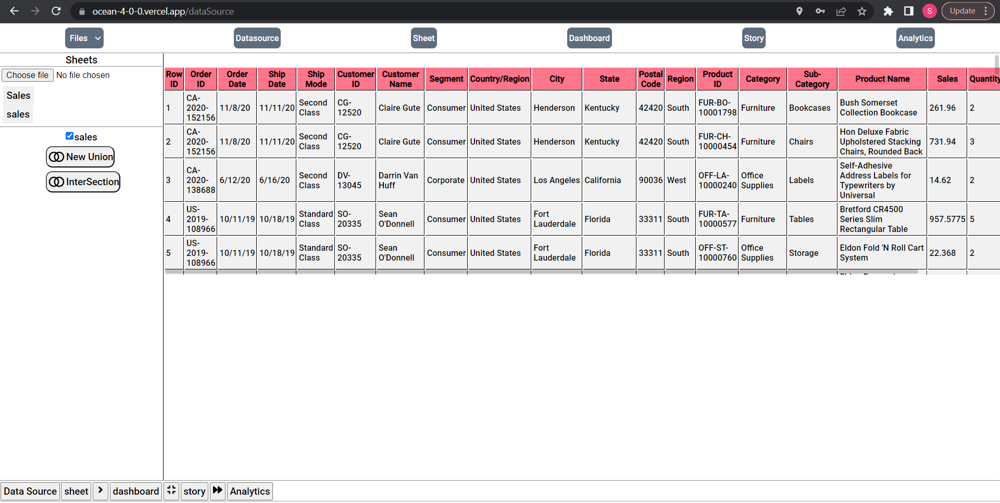 ocean-4-0-0.vercel.app/dataSource
S
Update
Files
Datasource
Sheet
Dashboard
Story
Analytics
Sheets
Choose file No file chosen
Sales
sales
sales
New Union
InterSection
Row ID Order ID Order Date Ship Date Ship Mode Customer ID Customer Name Segment Country/Region City State Postal Code Region Product ID Category Sub-Category Product Name Sales Quantity
1 CA-2020-152156 11/8/20 11/11/20 Second Class CG-12520 Claire Gute Consumer United States Henderson Kentucky 42420 South FUR-BO-10001798 Furniture Bookcases Bush Somerset Collection Bookcase 261.96 2
2 CA-2020-152156 11/8/20 11/11/20 Second Class CG-12520 Claire Gute Consumer United States Henderson Kentucky 42420 South FUR-CH-10000454 Furniture Chairs Hon Deluxe Fabric Upholstered Stacking Chairs, Rounded Back 731.94 3
3 CA-2020-138688 6/12/20 6/16/20 Second Class DV-13045 Darrin Van Huff Corporate United States Los Angeles California 90036 West OFF-LA-10000240 Office Supplies Labels Self-Adhesive Address Labels for Typewriters by Universal 14.62 2
4 US-2019-108966 10/11/19 10/18/19 Standard Class SO-20335 Sean O'Donnell Consumer United States Fort Lauderdale Florida 33311 South FUR-TA-10000577 Furniture Tables Bretford CR4500 Series Slim Rectangular Table 957.5775 5
5 US-2019-108966 10/11/19 10/18/19 Standard Class SO-20335 Sean O'Donnell Consumer United States Fort Lauderdale Florida 33311 South OFF-ST-10000760 Office Supplies Storage Eldon Fold 'N Roll Cart System 22.368 2
Data Source
sheet
dashboard
story
Analytics